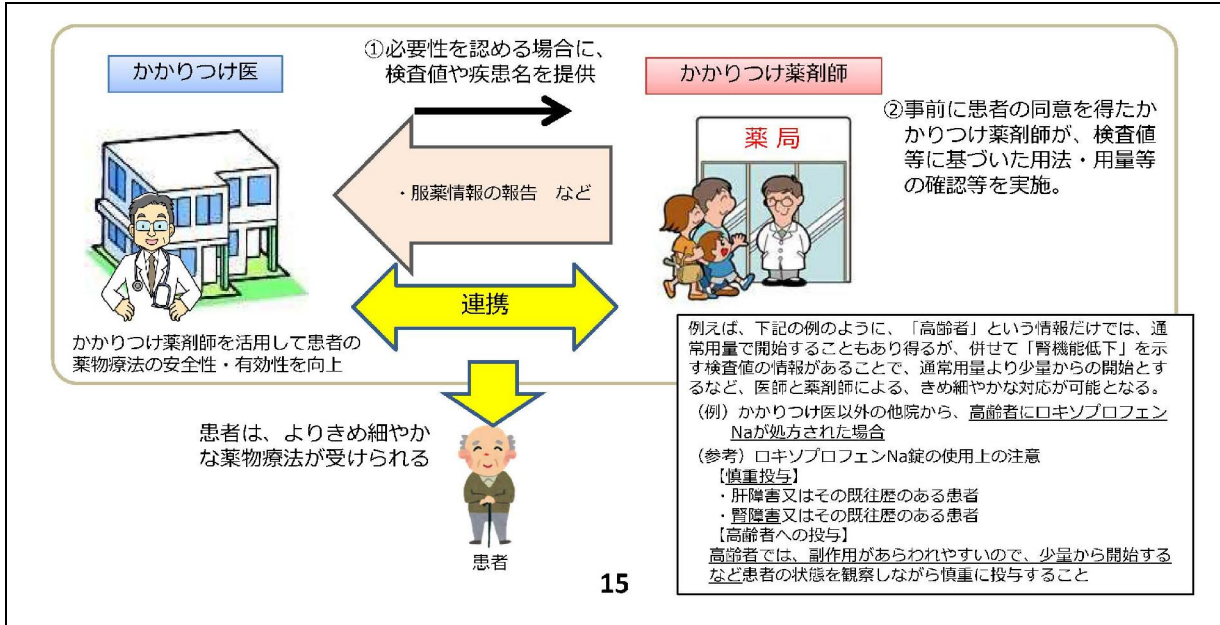 かかりつけ医
①必要性を認める場合に、
検査値や疾患名を提供
かかりつけ薬剤師
②事前に患者の同意を得たか
かりつけ薬剤師が、検査値
等に基づいた用法・用量等
の確認等を実施。
薬局
・服薬情報の報告　など
連携
かかりつけ薬剤師を活用して患者の
薬物療法の安全性・有効性を向上
患者は、よりきめ細やか
な薬物療法が受けられる
患者
例えば、下記の例のように、「高齢者」という情報だけでは、通
常用量で開始することもあり得るが、併せて「腎機能低下」を示
す検査値の情報があることで、通常用量より少量からの開始とす
るなど、医師と薬剤師による、きめ細やかな対応が可能となる。
（例）かかりつけ医以外の他院から、高齢者にロキソプロフェン
Naが処方された場合
（参考）ロキソプロフェンNa錠の使用上の注意
【慎重投与】
・肝障害又はその既往歴のある患者
・腎障害又はその既往歴のある患者
【高齢者への投与】
高齢者では、副作用があらわれやすいので、少量から開始する
など患者の状態を観察しながら慎重に投与すること
15